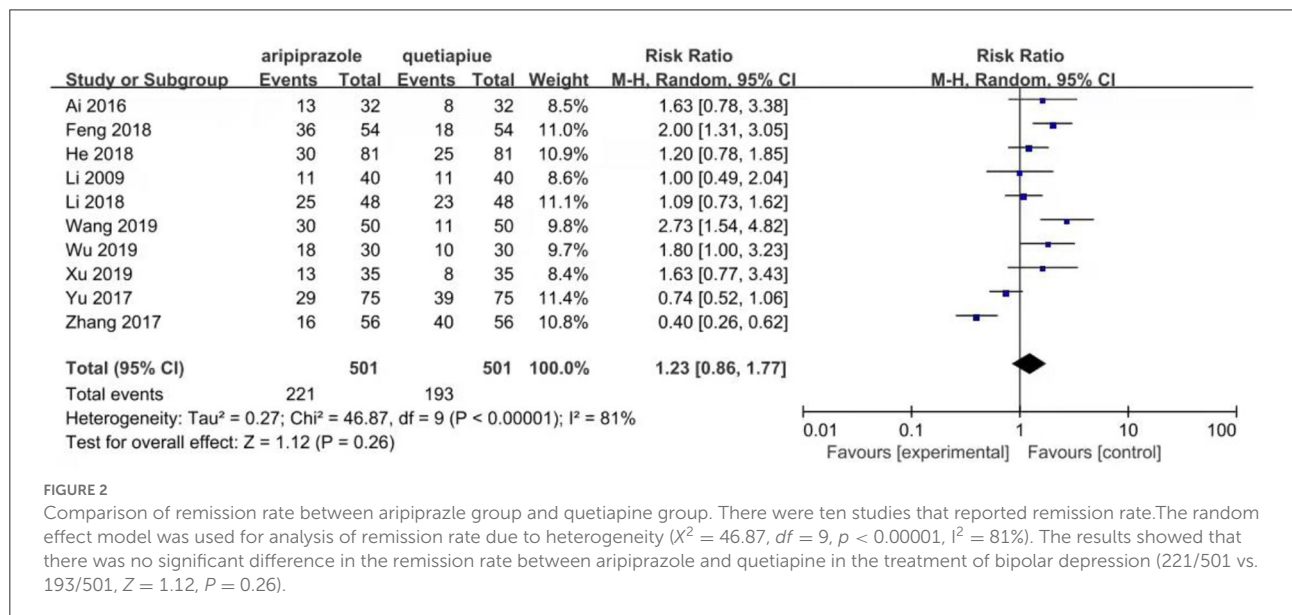 aripiprazole quetiapiue Risk Ratio Risk Ratio
Study or Subgroup Events Total Events Total Weight M-H, Random, 95% CI M-H, Random, 95% CI
Ai 2016 13 32 8 32 8.5% 1.63 [0.78, 3.38]
Feng 2018 36 54 18 54 11.0% 2.00 [1.31, 3.05]
He 2018 30 81 25 81 10.9% 1.20 [0.78, 1.85]
Li 2009 11 40 11 40 8.6% 1.00 [0.49, 2.04]
Li 2018 25 48 23 48 11.1% 1.09 [0.73, 1.62]
Wang 2019 30 50 11 50 9.8% 2.73 [1.54, 4.82]
Wu 2019 18 30 10 30 9.7% 1.80 [1.00, 3.23]
Xu 2019 13 35 8 35 8.4% 1.63 [0.77, 3.43]
Yu 2017 29 75 39 75 11.4% 0.74 [0.52, 1.06]
Zhang 2017 16 56 40 56 10.8% 0.40 [0.26, 0.62]
Total (95% CI) 501 501 100.0% 1.23 [0.86, 1.77]
Total events 221 193
Heterogeneity: Tau² = 0.27; Chi² = 46.87, df = 9 (P < 0.00001); I² = 81%
Test for overall effect: Z = 1.12 (P = 0.26)
0.01 0.1 1 10 100
Favours [experimental] Favours [control]
FIGURE 2
Comparison of remission rate between aripiprazle group and quetiapine group. There were ten studies that reported remission rate.The random
effect model was used for analysis of remission rate due to heterogeneity (X² = 46.87, df = 9, p < 0.00001, I² = 81%). The results showed that
there was no significant difference in the remission rate between aripiprazole and quetiapine in the treatment of bipolar depression (221/501 vs.
193/501, Z = 1.12, P = 0.26).